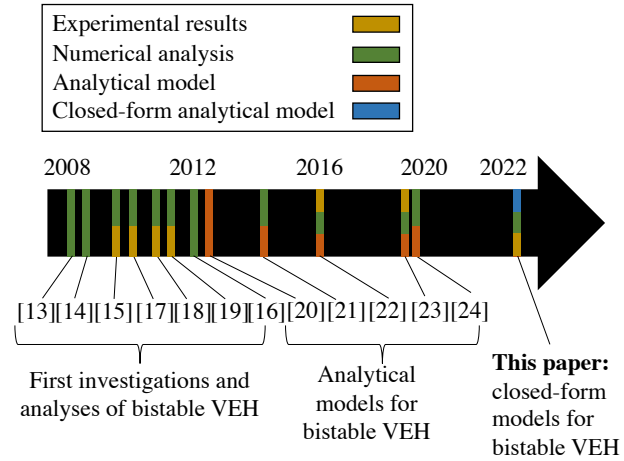 Experimental results
Numerical analysis
Analytical model
Closed-form analytical model
2008 2012 2016 2020 2022
[13][14][15][17][18][19][16][20][21][22][23][24]
First investigations and
analyses of bistable VEH
Analytical
models for
bistable VEH
This paper:
closed-form
models for
bistable VEH